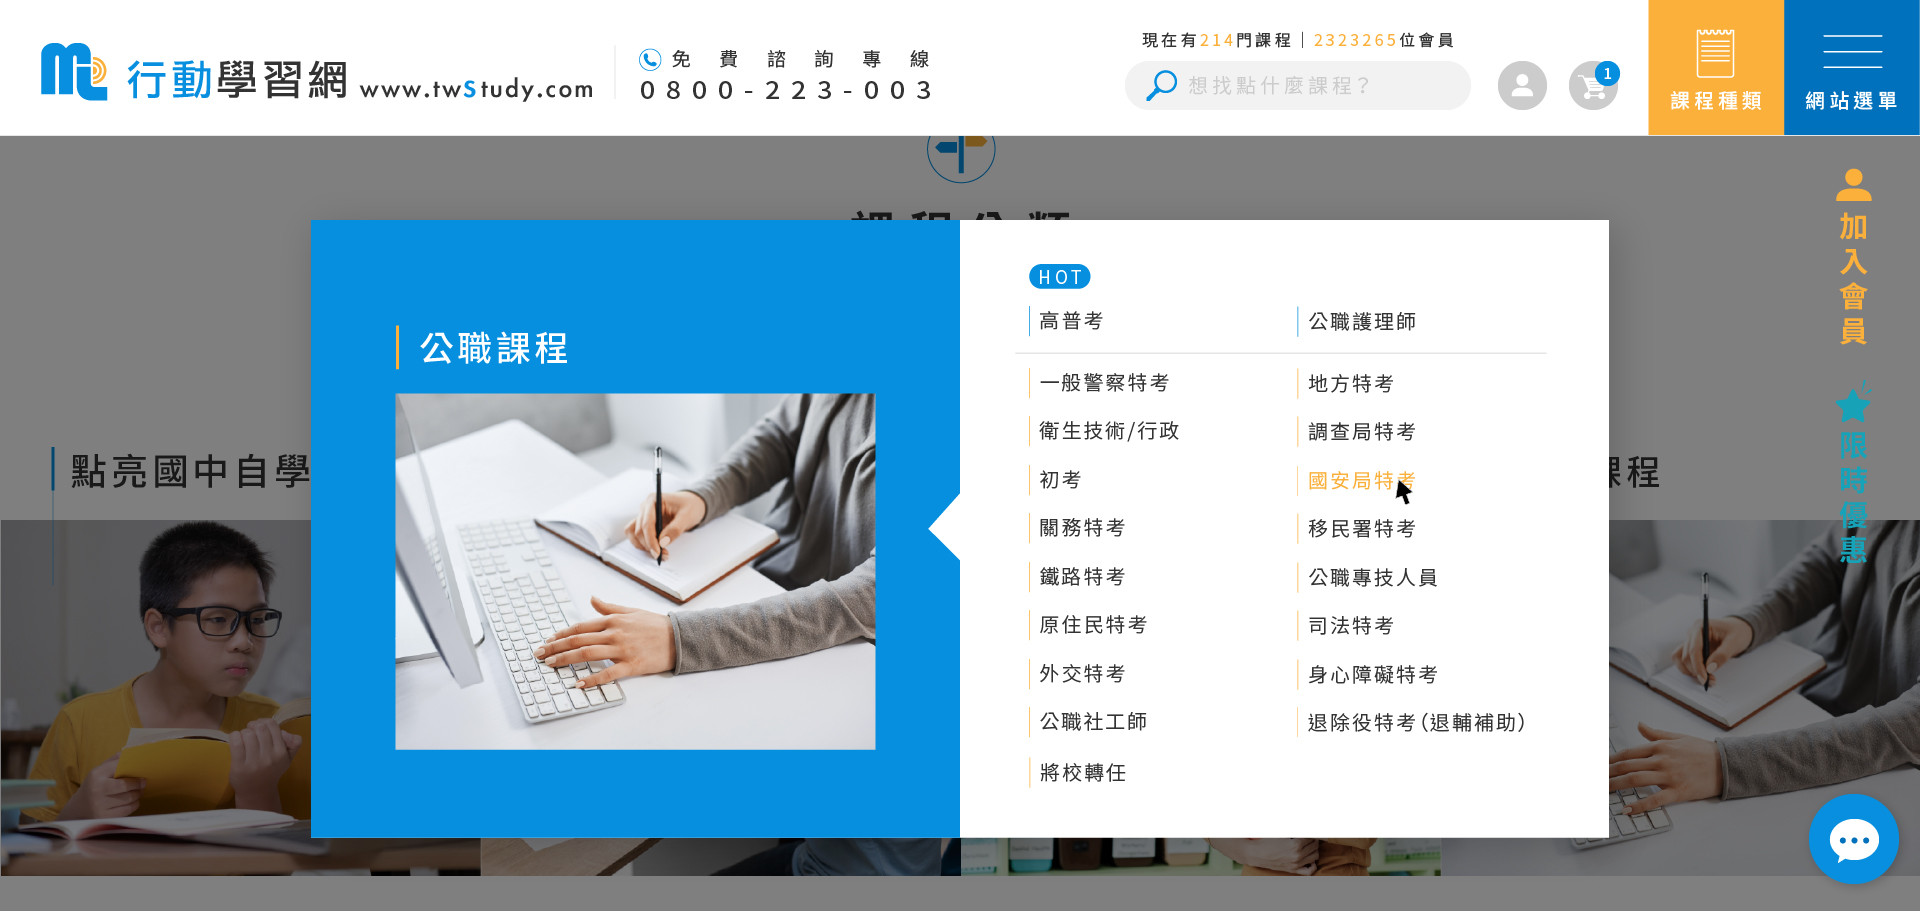 行動學習網 www.twStudy.com
免費諮詢專線
0800-223-003
現在有214門課程｜2323265位會員
想找點什麼課程？
1
課程種類
網站選單
加入會員
限時優惠
課程分類
點亮國中自學
課程
公職課程
HOT
高普考
公職護理師
一般警察特考
地方特考
衛生技術/行政
調查局特考
初考
國安局特考
關務特考
移民署特考
鐵路特考
公職專技人員
原住民特考
司法特考
外交特考
身心障礙特考
公職社工師
退除役特考(退輔補助)
將校轉任